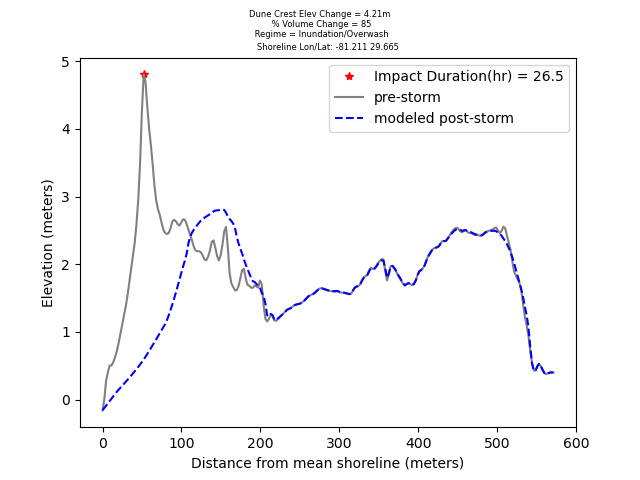 Dune Crest Elev Change = 4.21m
% Volume Change = 85
Regime = Inundation/Overwash
Shoreline Lon/Lat: -81.211 29.665
Impact Duration(hr) = 26.5
pre-storm
modeled post-storm
Elevation (meters)
5
4
3
2
1
0
0 100 200 300 400 500 600
Distance from mean shoreline (meters)